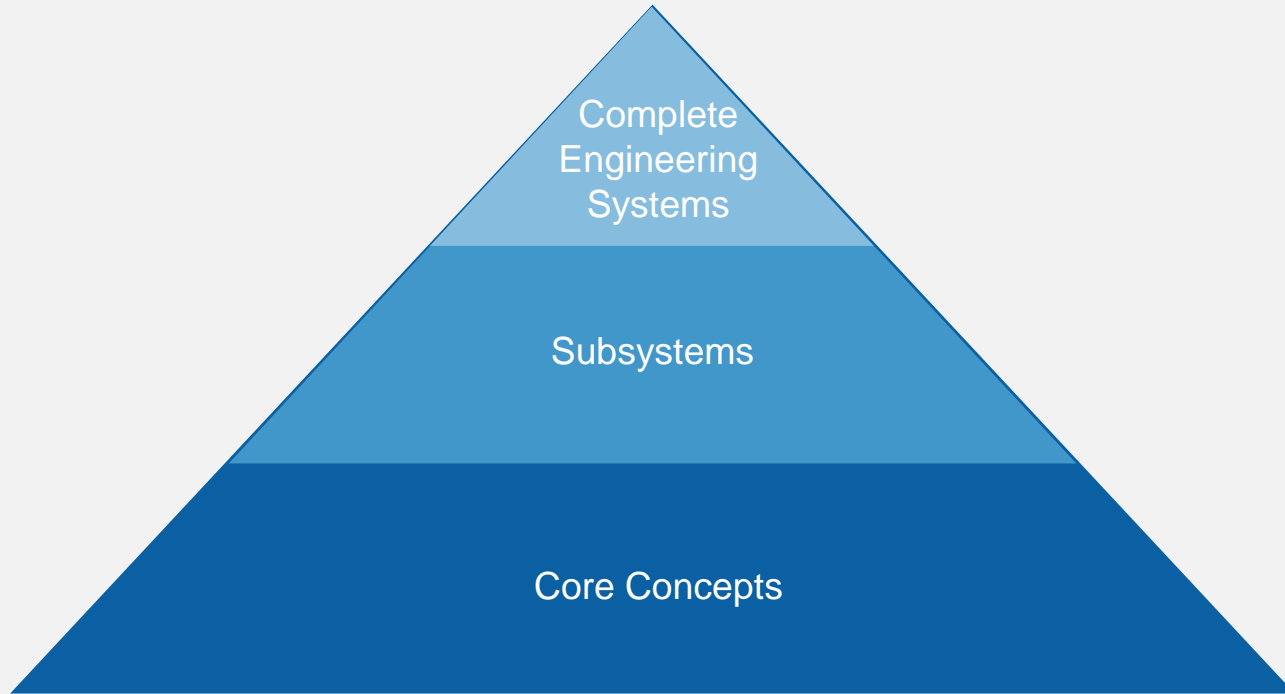 Complete
Engineering
Systems
Subsystems
Core Concepts